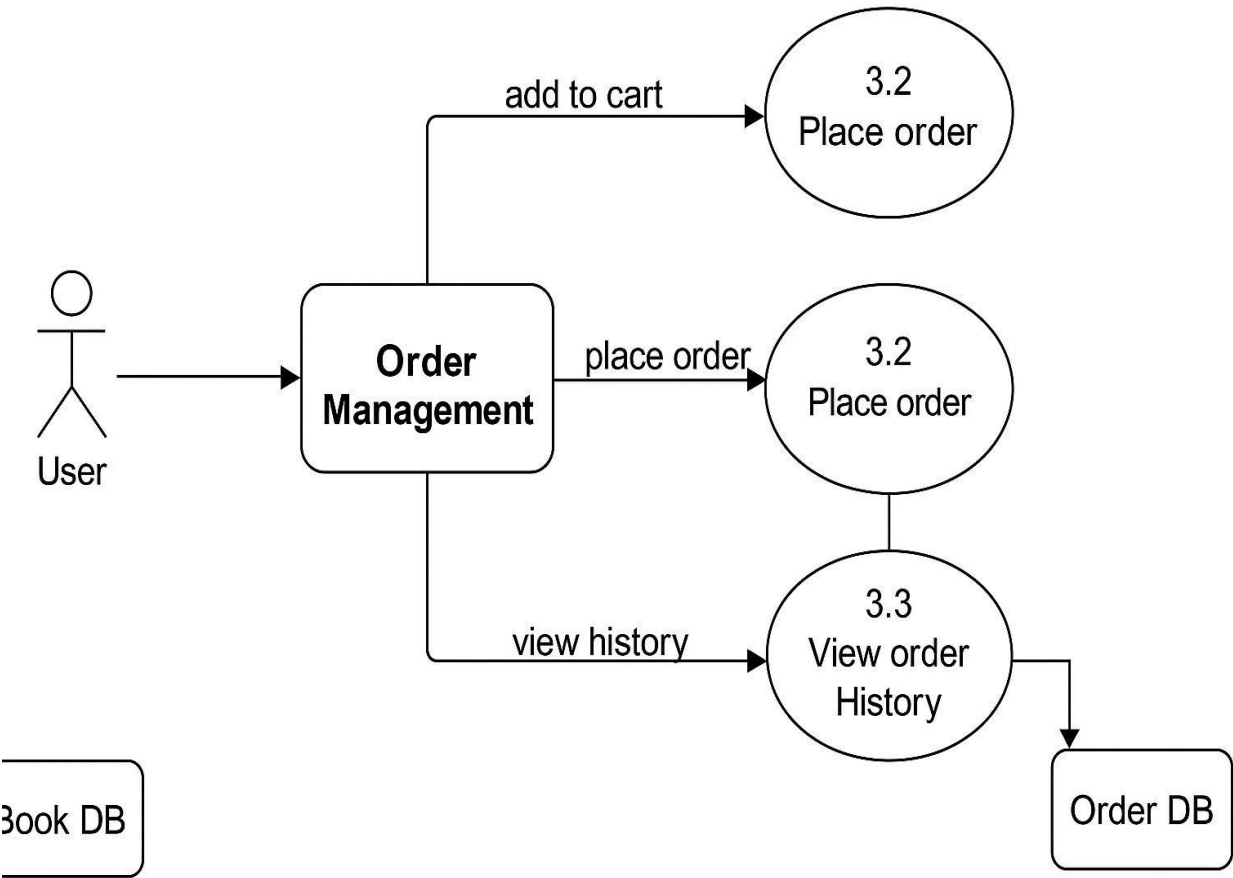 add to cart
3.2
Place order
User
Order
Management
place order
3.2
Place order
view history
3.3
View order
History
Book DB
Order DB